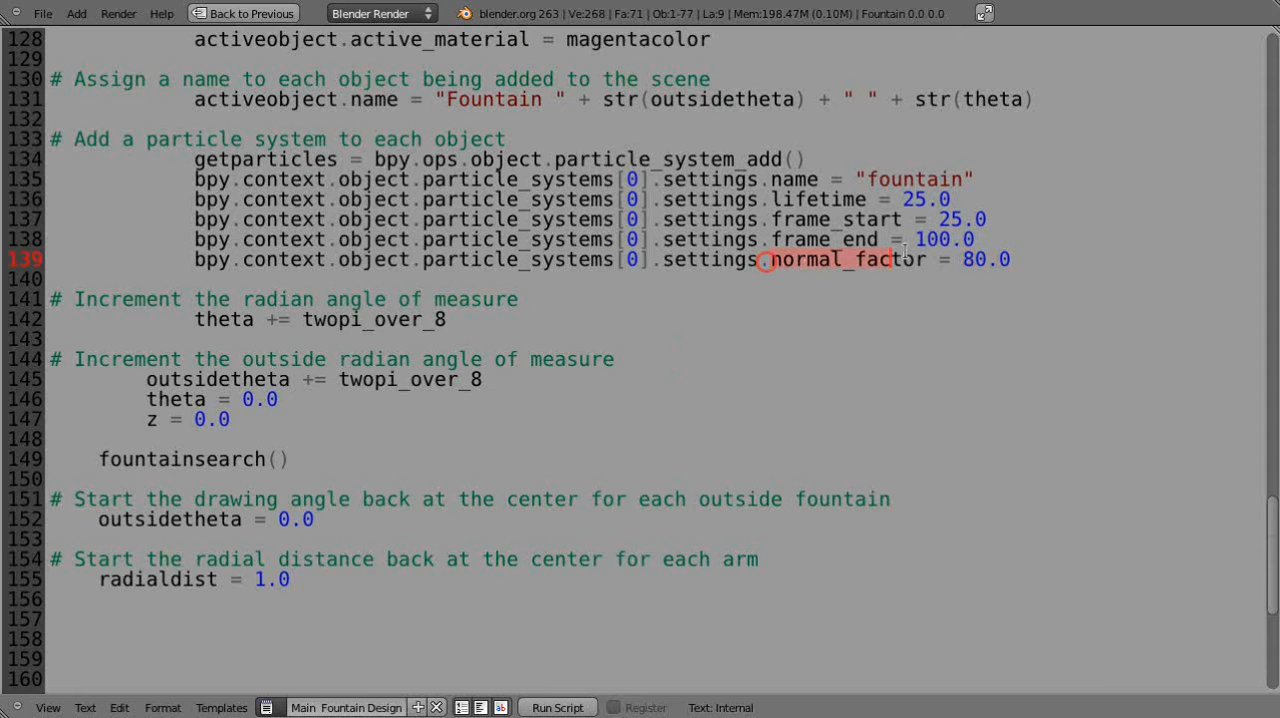 File Add Render Help Back to Previous Blender Render blender.org 263 | Ve:268 | Fa:71 | Ob:1-77 | La:9 | Mem:198.47M (0.10M) | Fountain 0.0.0
128 activeobject.active_material = magentacolor
129
130 # Assign a name to each object being added to the scene
131 activeobject.name = "Fountain " + str(outsidetheta) + " " + str(theta)
132
133 # Add a particle system to each object
134 getparticles = bpy.ops.object.particle_system_add()
135 bpy.context.object.particle_systems[0].settings.name = "fountain"
136 bpy.context.object.particle_systems[0].settings.lifetime = 25.0
137 bpy.context.object.particle_systems[0].settings.frame_start = 25.0
138 bpy.context.object.particle_systems[0].settings.frame_end = 100.0
139 bpy.context.object.particle_systems[0].settings.normal_factor = 80.0
140
141 # Increment the radian angle of measure
142 theta += twopi_over_8
143
144 # Increment the outside radian angle of measure
145 outsidetheta += twopi_over_8
146 theta = 0.0
147 z = 0.0
148
149 fountainsearch()
150
151 # Start the drawing angle back at the center for each outside fountain
152 outsidetheta = 0.0
153
154 # Start the radial distance back at the center for each arm
155 radialdist = 1.0
156
157
158
159
160
View Text Edit Format Templates Main Fountain Design Run Script Register Text: Internal